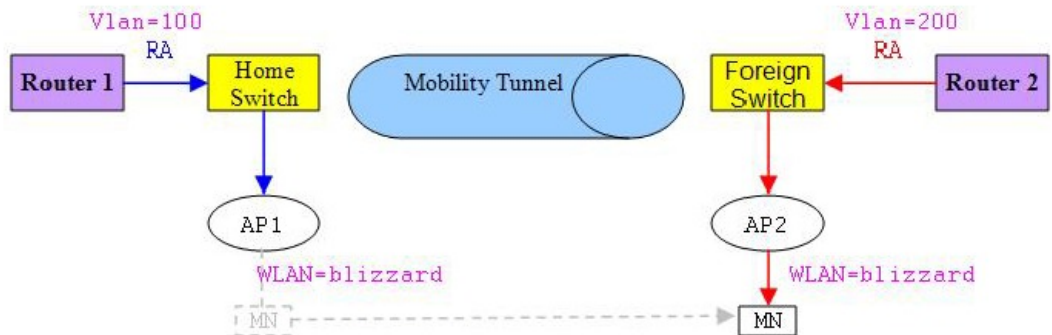 Vlan=100
Vlan=200
RA
RA
Router 1
Home
Switch
Mobility Tunnel
Foreign
Switch
Router 2
AP1
AP2
WLAN=blizzard
WLAN=blizzard
MN
MN